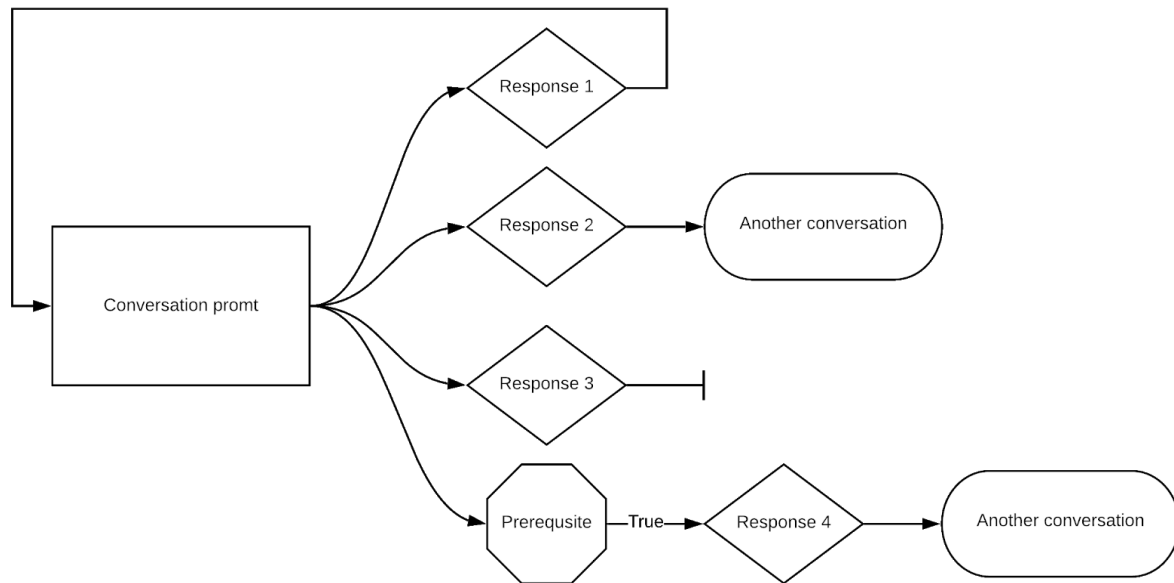 Response 1
Response 2
Another conversation
Conversation promt
Response 3
Prerequsite
True
Response 4
Another conversation